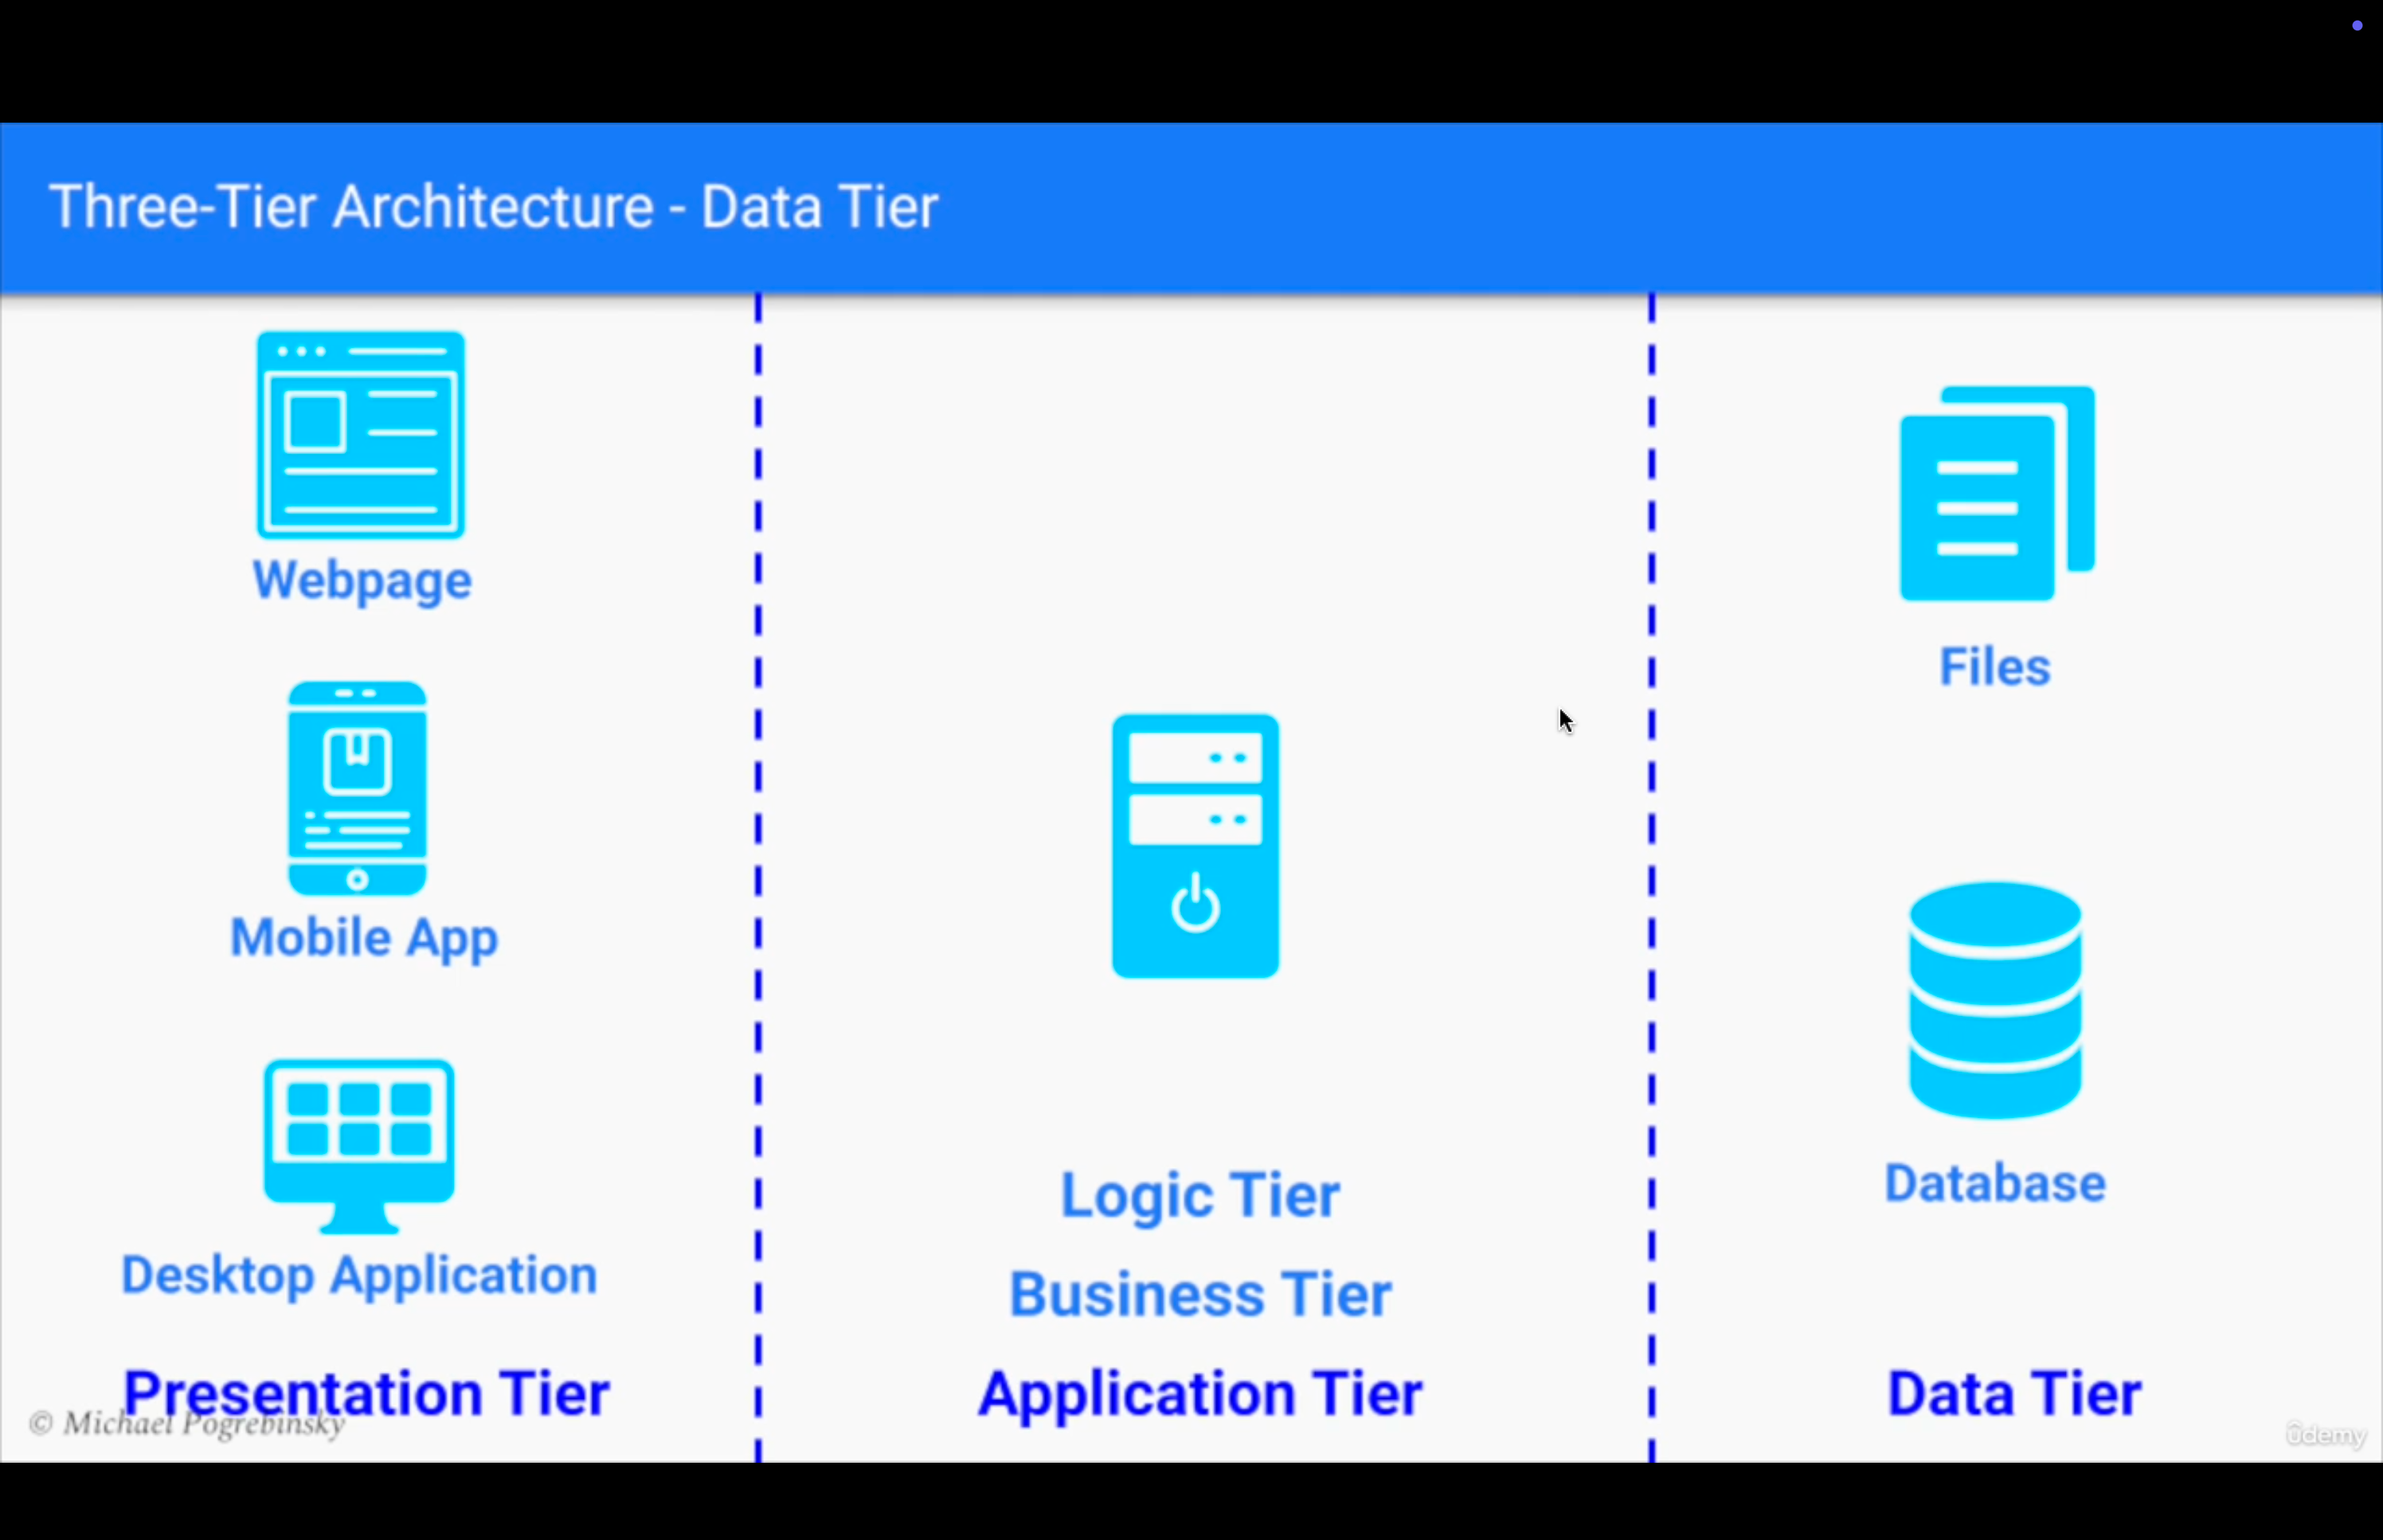 Three-Tier Architecture - Data Tier
Webpage
Mobile App
Desktop Application
Presentation Tier
© Michael Pogrebinsky
Logic Tier
Business Tier
Application Tier
Files
Database
Data Tier
ûdemy